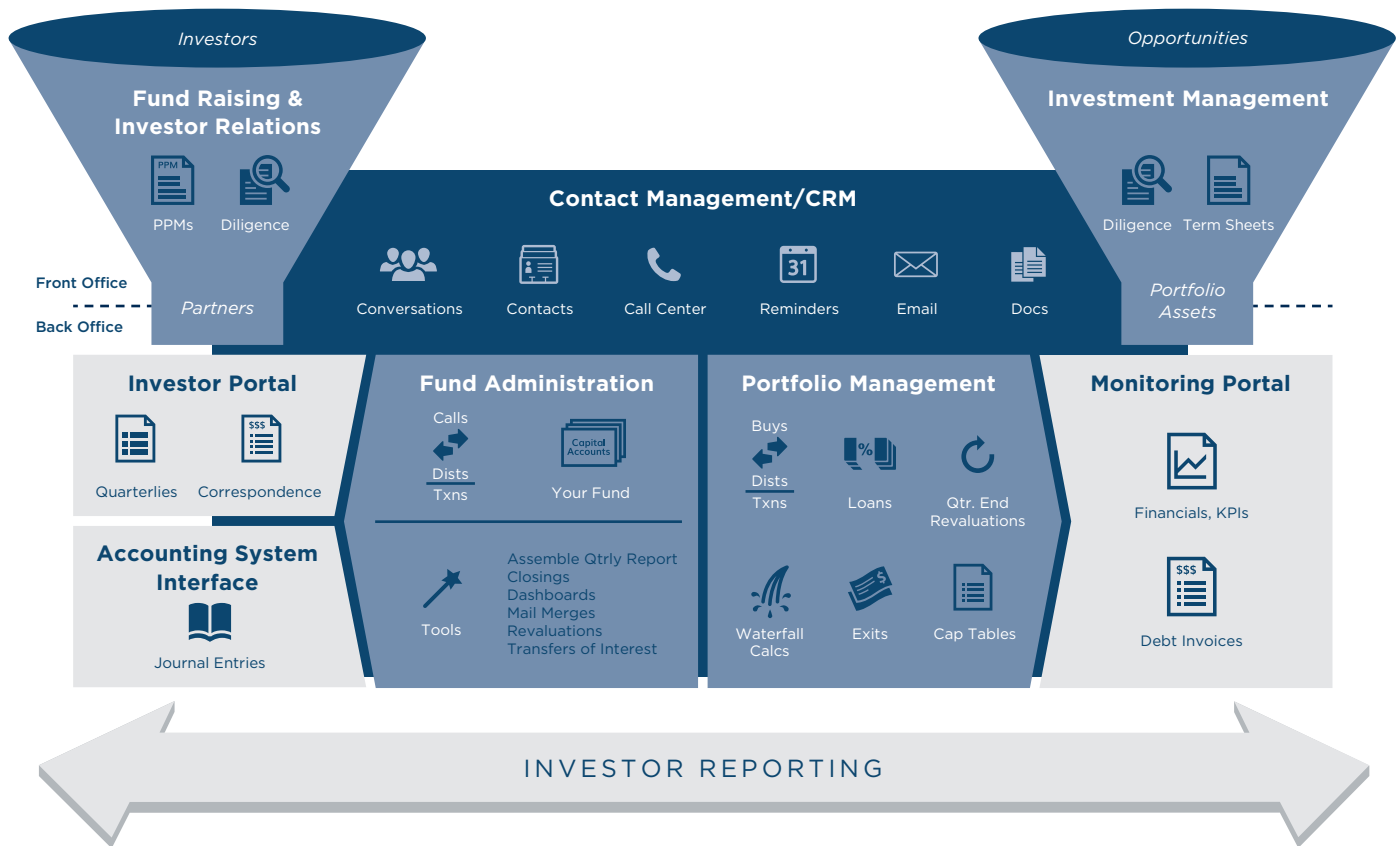 Investors
Fund Raising &
Investor Relations
PPM
PPMs
Diligence
Partners
Opportunities
Investment Management
Diligence
Term Sheets
Portfolio
Assets
Contact Management/CRM
31
Conversations
Contacts
Call Center
Reminders
Email
Docs
Front Office
Back Office
Investor Portal
$$$
Quarterlies
Correspondence
Accounting System
Interface
Journal Entries
Fund Administration
Calls
Dists
Txns
Capital
Accounts
Your Fund
Tools
Assemble Qtrly Report
Closings
Dashboards
Mail Merges
Revaluations
Transfers of Interest
Portfolio Management
Buys
Dists
Txns
%
Loans
Qtr. End
Revaluations
Waterfall
Calcs
$
Exits
Cap Tables
Monitoring Portal
Financials, KPIs
$$$
Debt Invoices
INVESTOR REPORTING